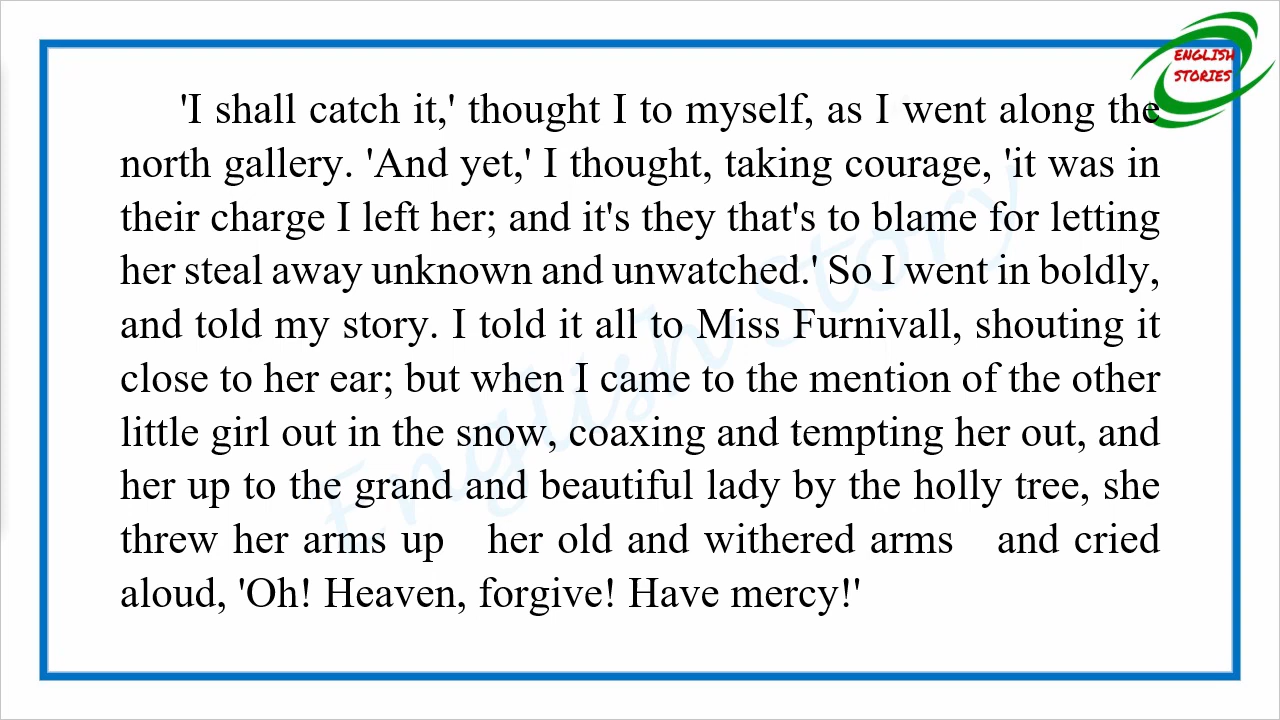 ENGLISH
STORIES
'I shall catch it,' thought I to myself, as I went along the
north gallery. 'And yet,' I thought, taking courage, 'it was in
their charge I left her; and it's they that's to blame for letting
her steal away unknown and unwatched.' So I went in boldly,
and told my story. I told it all to Miss Furnivall, shouting it
close to her ear; but when I came to the mention of the other
little girl out in the snow, coaxing and tempting her out, and
her up to the grand and beautiful lady by the holly tree, she
threw her arms up her old and withered arms and cried
aloud, 'Oh! Heaven, forgive! Have mercy!'
English Story